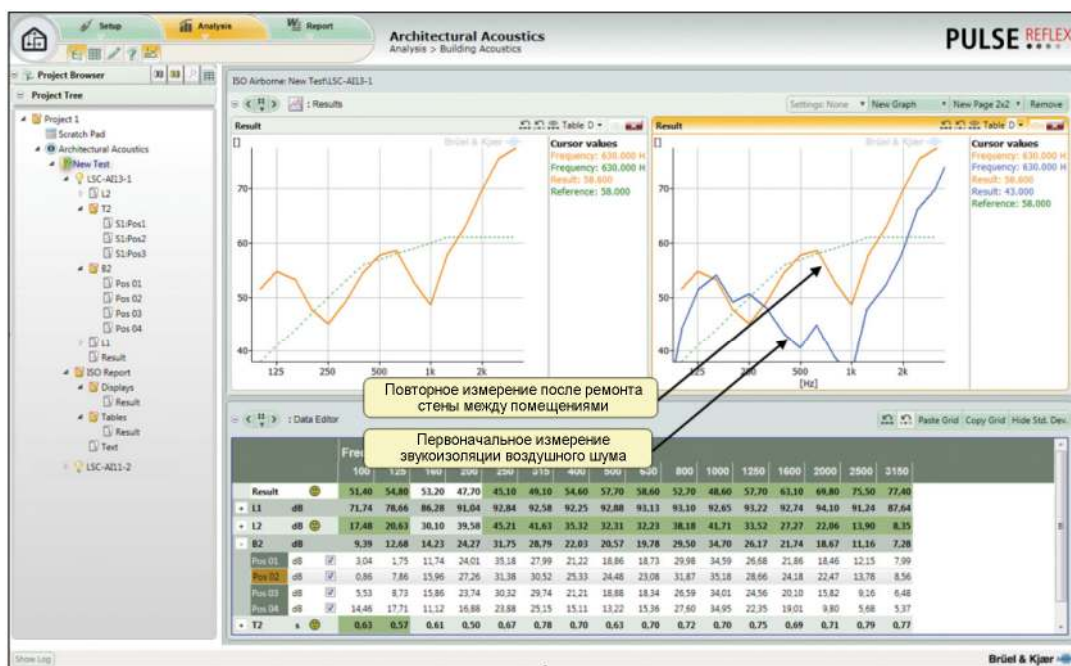 Setup
Analysis
Report
Architectural Acoustics
Analysis > Building Acoustics
PULSE REFLEX
Project Browser
Project Tree
Project 1
Scratch Pad
Architectural Acoustics
New Test
LSC-AI13-1
L2
T2
S1:Pos1
S1:Pos2
S1:Pos3
B2
Pos 01
Pos 02
Pos 03
Pos 04
L1
Result
ISO Report
Displays
Result
Tables
Result
Text
LSC-AI11-2
ISO Airborne: New Test\LSC-AI13-1
: Results
Settings: None New Graph New Page 2x2 Remove
Result Table D
[] Brüel & Kjær
Cursor values
Frequency: 630.000 H
Frequency: 630.000 H
Result: 58.600
Reference: 58.000
70
60
50
40
125 250 500 1k 2k
Result Table D
[] Brüel & Kjær
Cursor values
Frequency: 630.000 H
Frequency: 630.000 H
Result: 58.600
Result: 43.000
Reference: 58.000
70
60
50
40
125 250 500 1k 2k
[Hz]
Повторное измерение после ремонта
стены между помещениями
Первоначальное измерение
звукоизоляции воздушного шума
: Data Editor
Paste Grid Copy Grid Hide Std. Dev.
100 125 160 200 250 315 400 500 630 800 1000 1250 1600 2000 2500 3150
Result 51,40 54,80 53,20 47,70 45,10 49,10 54,60 57,70 58,60 52,70 48,60 57,70 63,10 69,80 75,50 77,40
+ L1 dB 71,74 78,66 86,28 91,04 92,84 92,58 92,25 92,88 93,13 93,10 92,65 93,22 92,74 94,10 91,24 87,64
+ L2 dB 17,48 20,63 30,10 39,58 45,21 41,63 35,32 32,31 32,23 38,18 41,71 33,52 27,27 22,06 13,90 8,35
- B2 dB 9,39 12,68 14,23 24,27 31,75 28,79 22,03 20,57 19,78 29,50 34,70 26,17 21,74 18,67 11,16 7,28
Pos 01 dB 3,04 1,75 11,74 24,01 35,18 27,99 21,22 18,86 18,73 29,98 34,59 26,68 21,86 18,46 12,15 7,99
Pos 02 dB 0,86 7,86 15,96 27,26 31,38 30,52 25,33 24,48 23,08 31,87 35,18 28,66 24,18 22,47 13,78 8,56
Pos 03 dB 5,53 8,73 15,86 23,74 30,32 29,74 21,21 18,88 18,34 26,59 34,01 24,56 20,10 15,82 9,16 6,48
Pos 04 dB 14,46 17,71 11,12 16,88 23,88 25,15 15,11 13,22 15,36 27,60 34,95 22,35 19,01 9,80 5,68 5,37
+ T2 s 0,63 0,57 0,61 0,50 0,67 0,78 0,70 0,63 0,70 0,72 0,70 0,75 0,69 0,71 0,79 0,77
Show Log
Brüel & Kjær